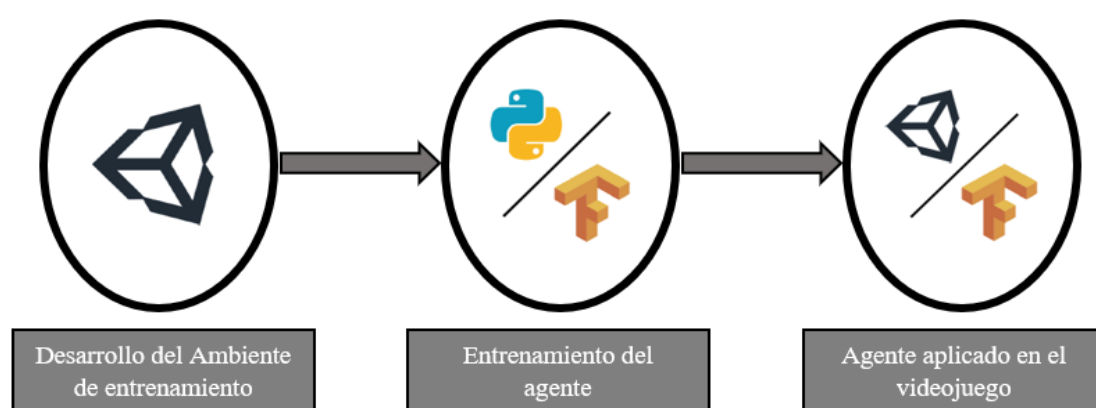 Desarrollo del Ambiente
de entrenamiento
Entrenamiento del
agente
Agente aplicado en el
videojuego